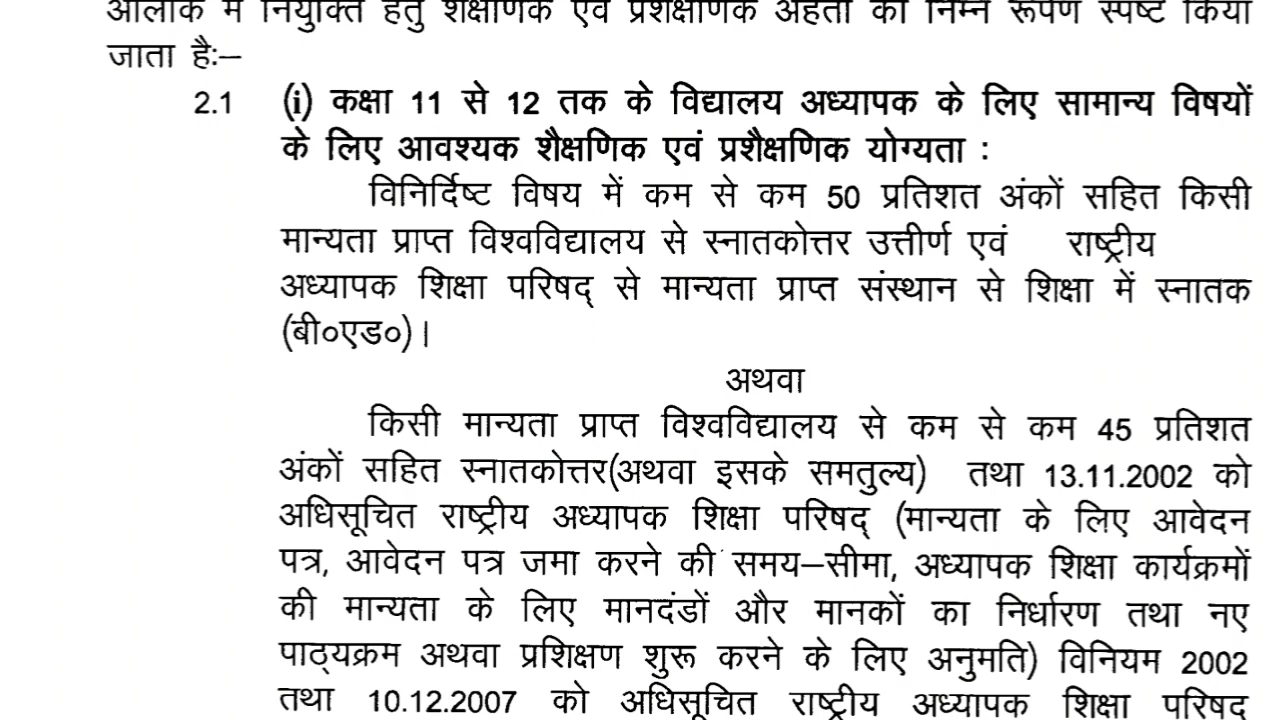 आलोक में नियुक्ति हेतु शैक्षणिक एवं प्रशैक्षणिक अर्हता को निम्न रूपेण स्पष्ट किया
जाता है:–
2.1 (i) कक्षा 11 से 12 तक के विद्यालय अध्यापक के लिए सामान्य विषयों
के लिए आवश्यक शैक्षणिक एवं प्रशैक्षणिक योग्यता :
विनिर्दिष्ट विषय में कम से कम 50 प्रतिशत अंकों सहित किसी
मान्यता प्राप्त विश्वविद्यालय से स्नातकोत्तर उत्तीर्ण एवं राष्ट्रीय
अध्यापक शिक्षा परिषद् से मान्यता प्राप्त संस्थान से शिक्षा में स्नातक
(बी०एड०)।
अथवा
किसी मान्यता प्राप्त विश्वविद्यालय से कम से कम 45 प्रतिशत
अंकों सहित स्नातकोत्तर(अथवा इसके समतुल्य) तथा 13.11.2002 को
अधिसूचित राष्ट्रीय अध्यापक शिक्षा परिषद् (मान्यता के लिए आवेदन
पत्र, आवेदन पत्र जमा करने की समय–सीमा, अध्यापक शिक्षा कार्यक्रमों
की मान्यता के लिए मानदंडों और मानकों का निर्धारण तथा नए
पाठ्यक्रम अथवा प्रशिक्षण शुरू करने के लिए अनुमति) विनियम 2002
तथा 10.12.2007 को अधिसूचित राष्ट्रीय अध्यापक शिक्षा परिषद्